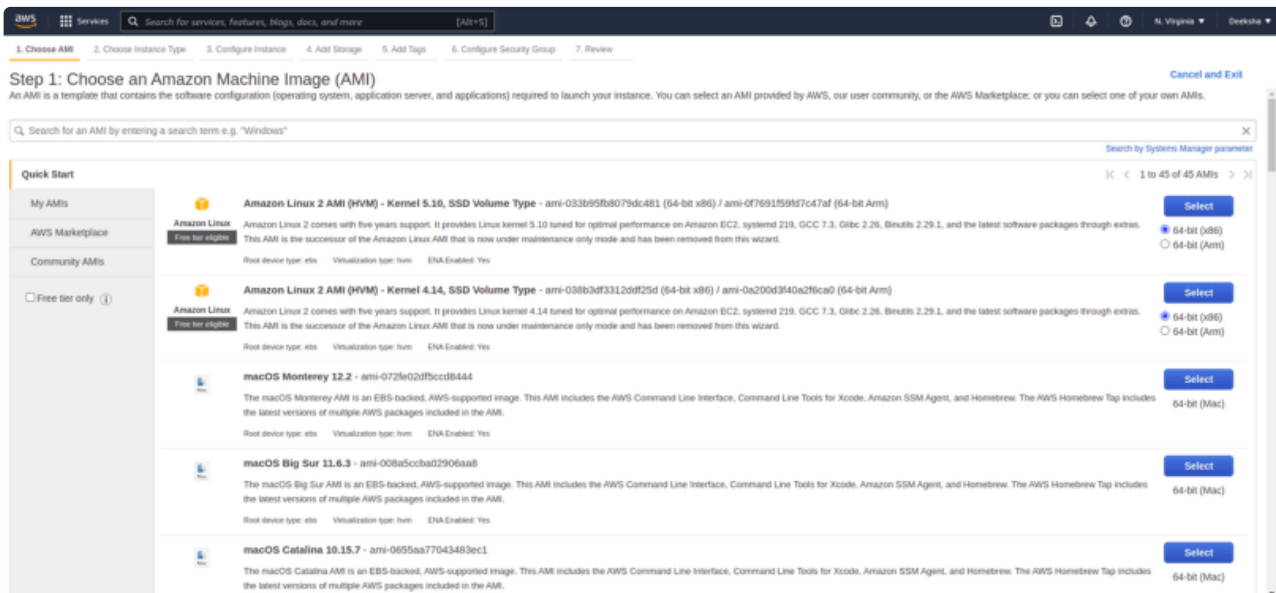 aws Services Search for services, features, blogs, docs, and more [Alt+S] N. Virginia Deeksha
1. Choose AMI 2. Choose Instance Type 3. Configure Instance 4. Add Storage 5. Add Tags 6. Configure Security Group 7. Review
Step 1: Choose an Amazon Machine Image (AMI)
Cancel and Exit
An AMI is a template that contains the software configuration (operating system, application server, and applications) required to launch your instance. You can select an AMI provided by AWS, our user community, or the AWS Marketplace; or you can select one of your own AMIs.
Search for an AMI by entering a search term e.g. "Windows"
Search by Systems Manager parameter
Quick Start
1 to 45 of 45 AMIs
My AMIs
AWS Marketplace
Community AMIs
Free tier only
Amazon Linux
Free tier eligible
Amazon Linux 2 AMI (HVM) - Kernel 5.10, SSD Volume Type - ami-033b95fb8079dc481 (64-bit x86) / ami-0f7691f59fd7c47af (64-bit Arm)
Amazon Linux 2 comes with five years support. It provides Linux kernel 5.10 tuned for optimal performance on Amazon EC2, systemd 219, GCC 7.3, Glibc 2.26, Binutils 2.29.1, and the latest software packages through extras.
This AMI is the successor of the Amazon Linux AMI that is now under maintenance only mode and has been removed from this wizard.
Root device type: ebs Virtualization type: hvm ENA Enabled: Yes
Select
64-bit (x86)
64-bit (Arm)
Amazon Linux
Free tier eligible
Amazon Linux 2 AMI (HVM) - Kernel 4.14, SSD Volume Type - ami-038b3df3312ddf25d (64-bit x86) / ami-0a200d3f40a2f6ca0 (64-bit Arm)
Amazon Linux 2 comes with five years support. It provides Linux kernel 4.14 tuned for optimal performance on Amazon EC2, systemd 219, GCC 7.3, Glibc 2.26, Binutils 2.29.1, and the latest software packages through extras.
This AMI is the successor of the Amazon Linux AMI that is now under maintenance only mode and has been removed from this wizard.
Root device type: ebs Virtualization type: hvm ENA Enabled: Yes
Select
64-bit (x86)
64-bit (Arm)
macOS Monterey 12.2 - ami-072fe02df5ccd8444
The macOS Monterey AMI is an EBS-backed, AWS-supported image. This AMI includes the AWS Command Line Interface, Command Line Tools for Xcode, Amazon SSM Agent, and Homebrew. The AWS Homebrew Tap includes
the latest versions of multiple AWS packages included in the AMI.
Root device type: ebs Virtualization type: hvm ENA Enabled: Yes
Select
64-bit (Mac)
macOS Big Sur 11.6.3 - ami-008a5ccba02906aa8
The macOS Big Sur AMI is an EBS-backed, AWS-supported image. This AMI includes the AWS Command Line Interface, Command Line Tools for Xcode, Amazon SSM Agent, and Homebrew. The AWS Homebrew Tap includes
the latest versions of multiple AWS packages included in the AMI.
Root device type: ebs Virtualization type: hvm ENA Enabled: Yes
Select
64-bit (Mac)
macOS Catalina 10.15.7 - ami-0655aa77043483ec1
The macOS Catalina AMI is an EBS-backed, AWS-supported image. This AMI includes the AWS Command Line Interface, Command Line Tools for Xcode, Amazon SSM Agent, and Homebrew. The AWS Homebrew Tap includes
the latest versions of multiple AWS packages included in the AMI.
Select
64-bit (Mac)